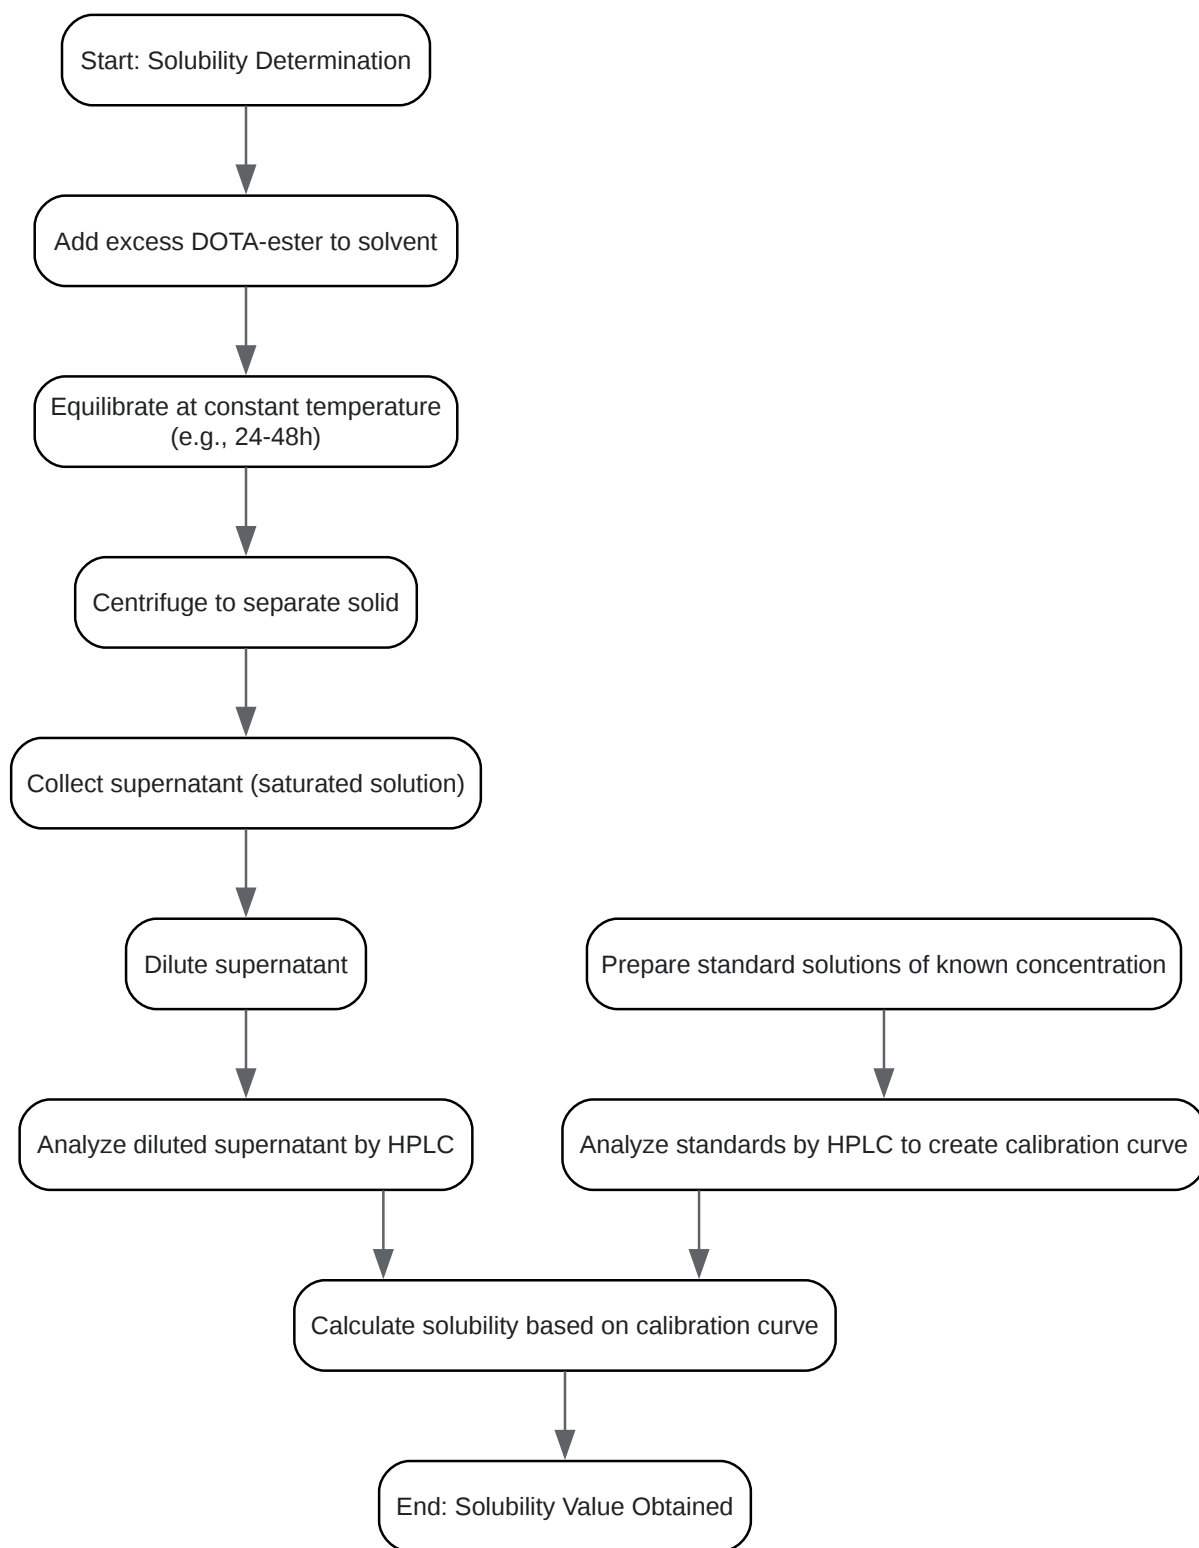 Start: Solubility Determination
Add excess DOTA-ester to solvent
Equilibrate at constant temperature
(e.g., 24-48h)
Centrifuge to separate solid
Collect supernatant (saturated solution)
Dilute supernatant
Prepare standard solutions of known concentration
Analyze diluted supernatant by HPLC
Analyze standards by HPLC to create calibration curve
Calculate solubility based on calibration curve
End: Solubility Value Obtained